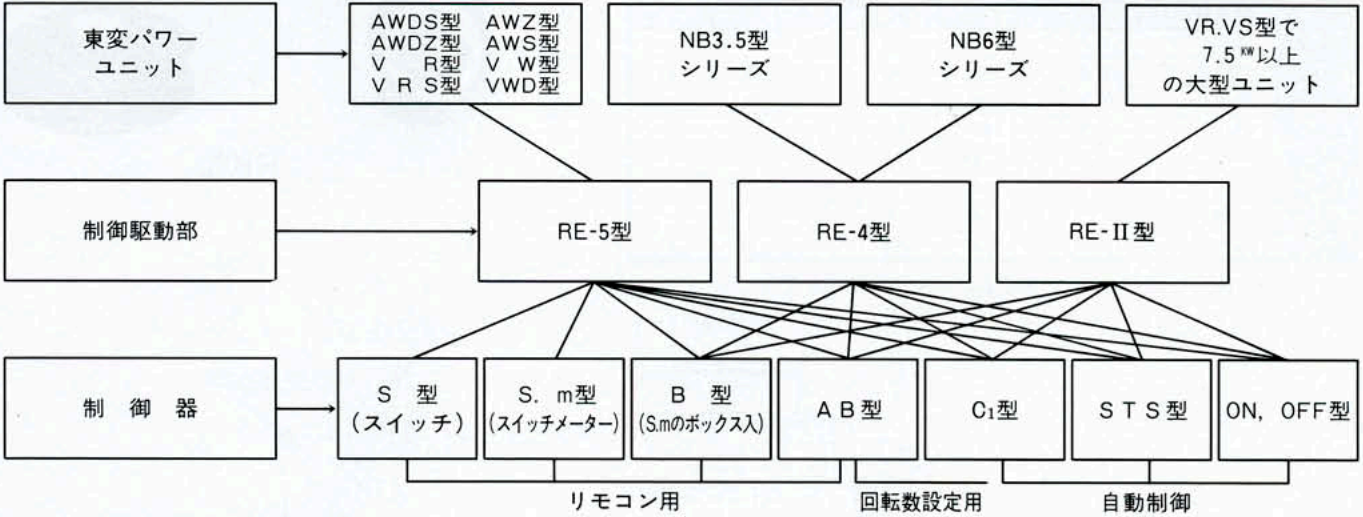 東変パワー
ユニット
AWDS型 AWZ型
AWDZ型 AWS型
V R型 V W型
V R S型 VWD型
NB3.5型
シリーズ
NB6型
シリーズ
VR.VS型で
7.5KW以上
の大型ユニット
制御駆動部
RE-5型
RE-4型
RE-II型
制 御 器
S 型
(スイッチ)
S. m型
(スイッチメーター)
B 型
(S.mのボックス入)
A B 型
C1型
S T S 型
ON, OFF型
リモコン用
回転数設定用
自動制御